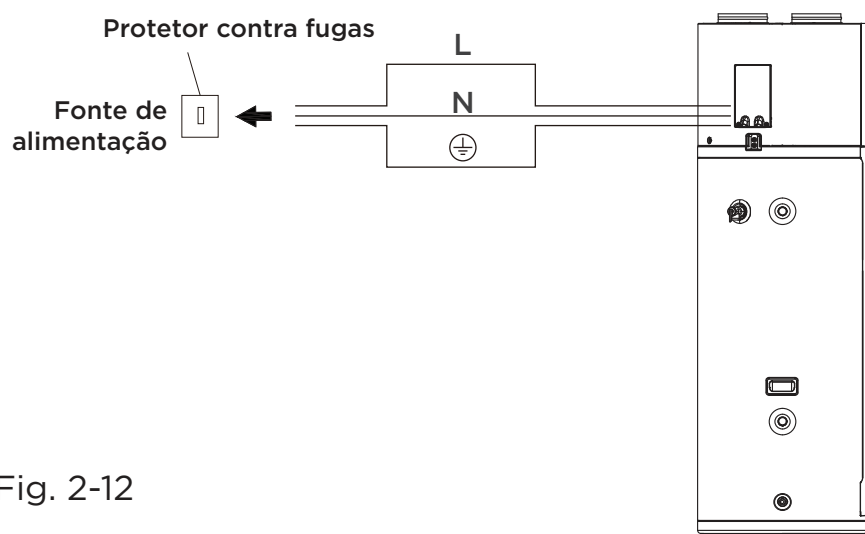 Protetor contra fugas
L
Fonte de
alimentação
N
Fig. 2-12